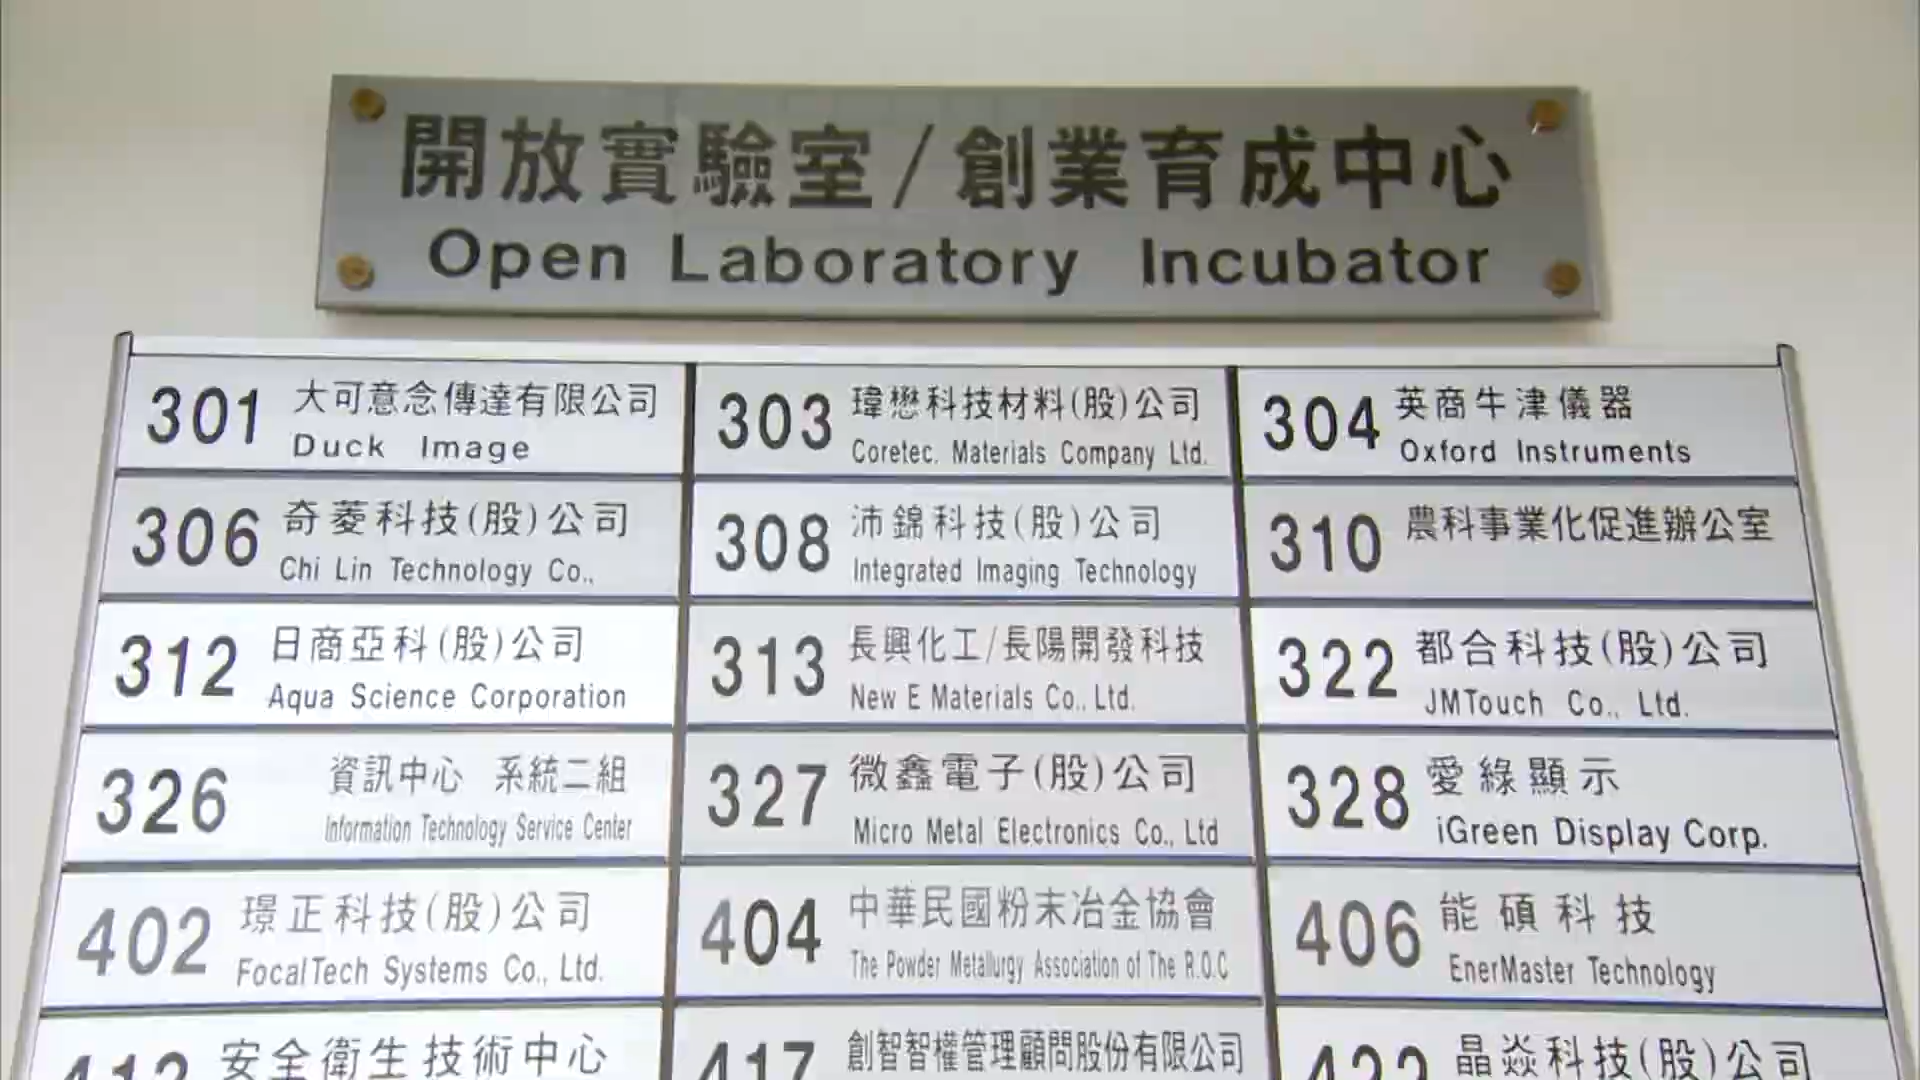 開放實驗室/創業育成中心
Open Laboratory Incubator
301 大可意念傳達有限公司
Duck Image
303 瑋懋科技材料(股)公司
Coretec. Materials Company Ltd.
304 英商牛津儀器
Oxford Instruments
306 奇菱科技(股)公司
Chi Lin Technology Co.,
308 沛錦科技(股)公司
Integrated Imaging Technology
310 農科事業化促進辦公室
312 日商亞科(股)公司
Aqua Science Corporation
313 長興化工/長陽開發科技
New E Materials Co., Ltd.
322 都合科技(股)公司
JMTouch Co., Ltd.
326 資訊中心 系統二組
Information Technology Service Center
327 微鑫電子(股)公司
Micro Metal Electronics Co., Ltd
328 愛綠顯示
iGreen Display Corp.
402 璟正科技(股)公司
FocalTech Systems Co., Ltd.
404 中華民國粉末冶金協會
The Powder Metallurgy Association of The R.O.C
406 能碩科技
EnerMaster Technology
安全衛生技術中心
417 創智智權管理顧問股份有限公司
晶焱科技(股)公司